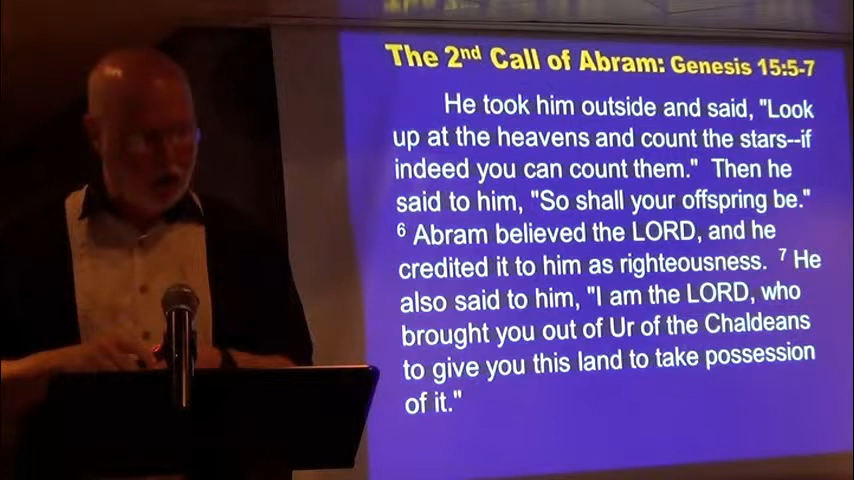 The 2nd Call of Abram: Genesis 15:5-7
He took him outside and said, "Look
up at the heavens and count the stars--if
indeed you can count them." Then he
said to him, "So shall your offspring be."
6 Abram believed the LORD, and he
credited it to him as righteousness. 7 He
also said to him, "I am the LORD, who
brought you out of Ur of the Chaldeans
to give you this land to take possession
of it."